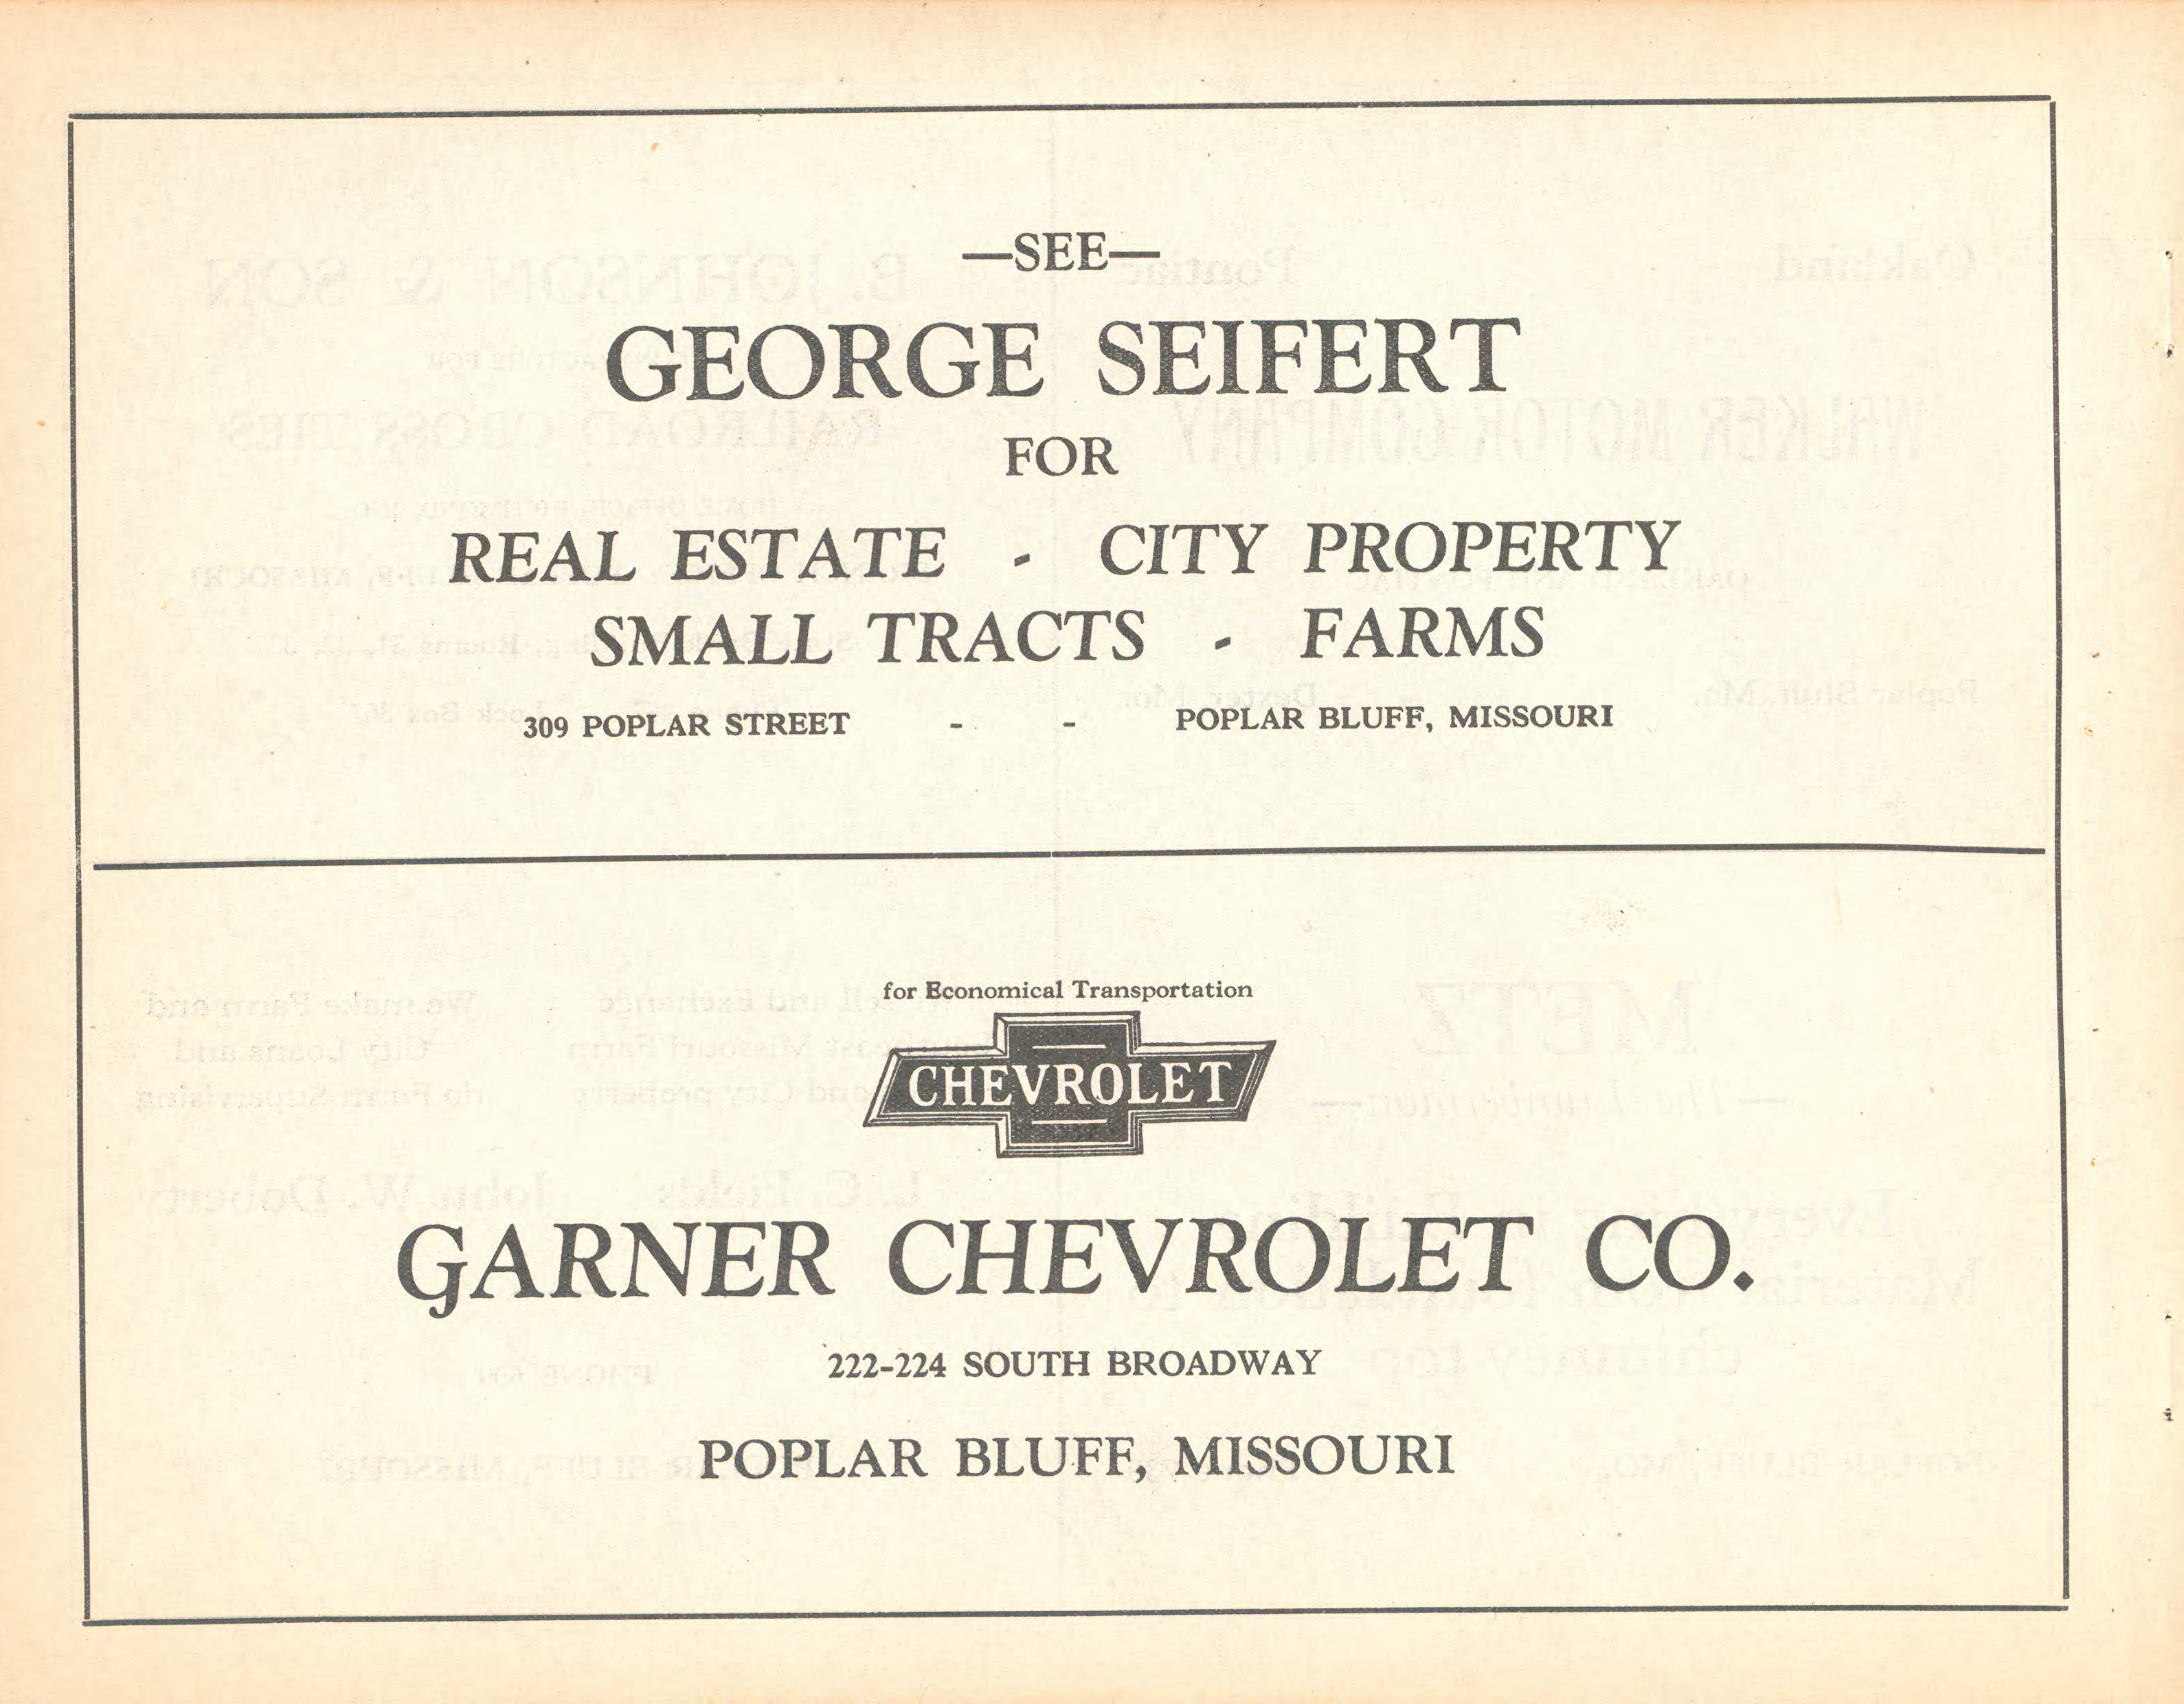 —SEE—
GEORGE SEIFERT
FOR
REAL ESTATE - CITY PROPERTY
SMALL TRACTS - FARMS
309 POPLAR STREET - - POPLAR BLUFF, MISSOURI
for Economical Transportation
CHEVROLET
GARNER CHEVROLET CO.
222-224 SOUTH BROADWAY
POPLAR BLUFF, MISSOURI